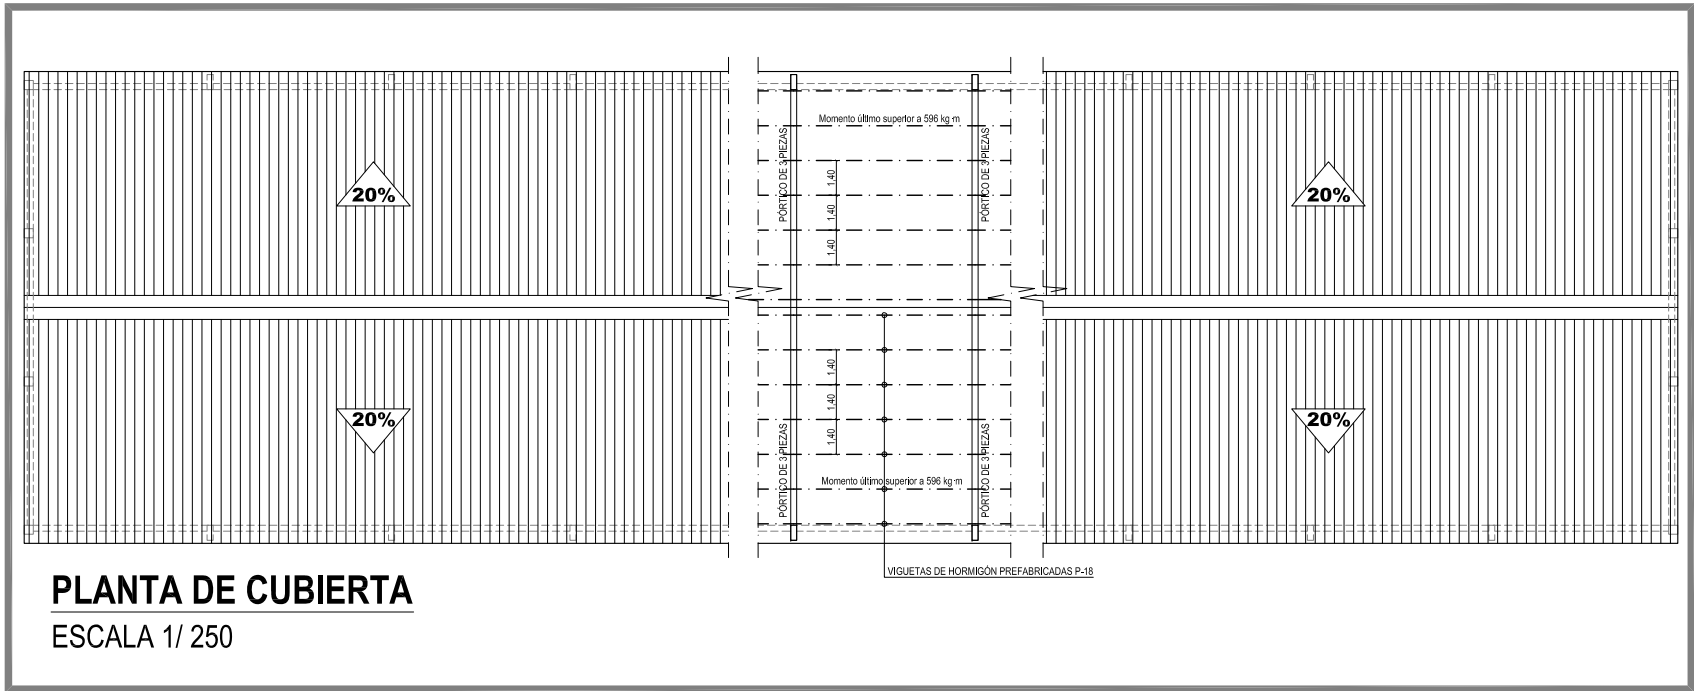 Momento último superior a 596 kg·m
PÓRTICO DE 3 PIEZAS
PÓRTICO DE 3 PIEZAS
1,40
1,40
1,40
20%
20%
1,40
1,40
1,40
20%
20%
PÓRTICO DE 3 PIEZAS
PÓRTICO DE 3 PIEZAS
Momento último superior a 596 kg·m
VIGUETAS DE HORMIGÓN PREFABRICADAS P-18
PLANTA DE CUBIERTA
ESCALA 1/ 250